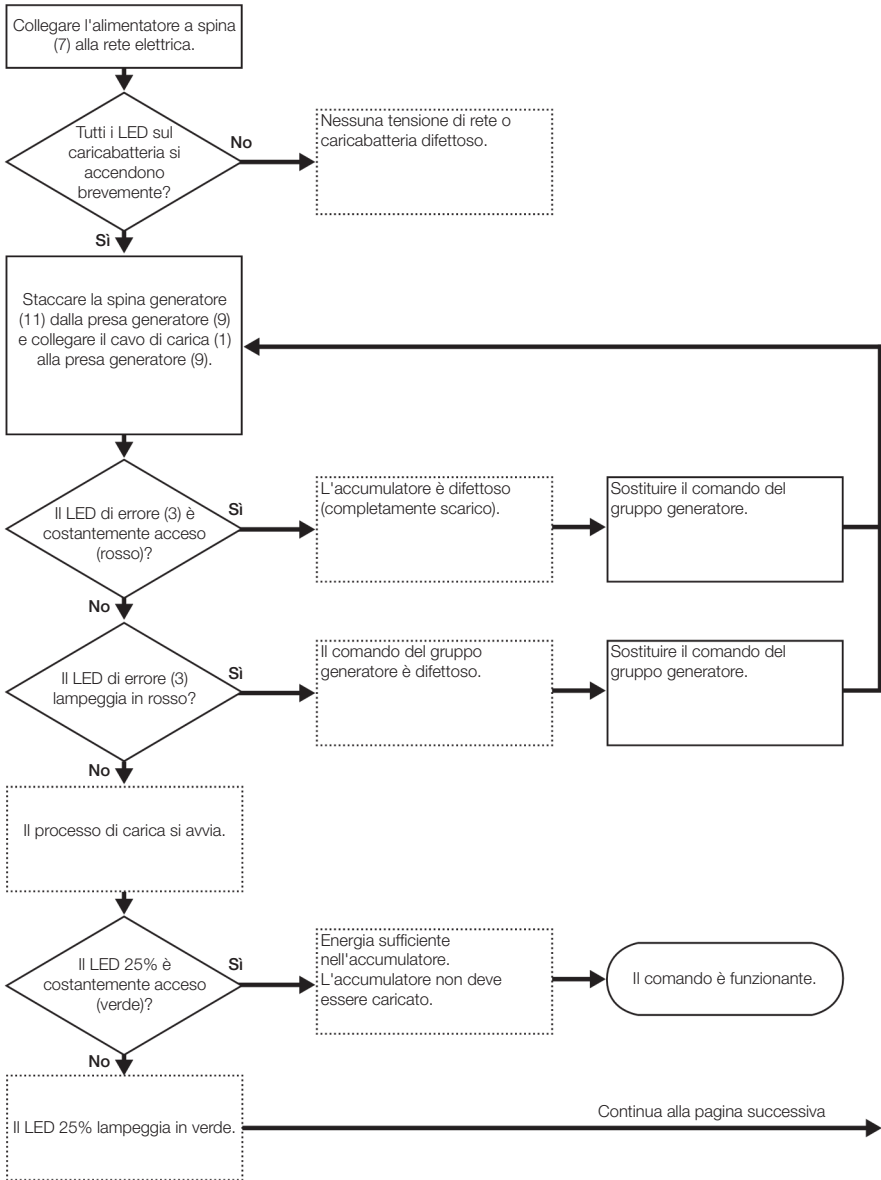 Collegare l'alimentatore a spina
(7) alla rete elettrica.
Tutti i LED sul
caricabatteria si
accendono
brevemente?
No
Nessuna tensione di rete o
caricabatteria difettoso.
Sì
Staccare la spina generatore
(11) dalla presa generatore (9)
e collegare il cavo di carica (1)
alla presa generatore (9).
Il LED di errore (3) è
costantemente acceso
(rosso)?
Sì
L'accumulatore è difettoso
(completamente scarico).
Sostituire il comando del
gruppo generatore.
No
Il LED di errore (3)
lampeggia in rosso?
Sì
Il comando del gruppo
generatore è difettoso.
Sostituire il comando del
gruppo generatore.
No
Il processo di carica si avvia.
Il LED 25% è
costantemente acceso
(verde)?
Sì
Energia sufficiente
nell'accumulatore.
L'accumulatore non deve
essere caricato.
Il comando è funzionante.
No
Il LED 25% lampeggia in verde.
Continua alla pagina successiva